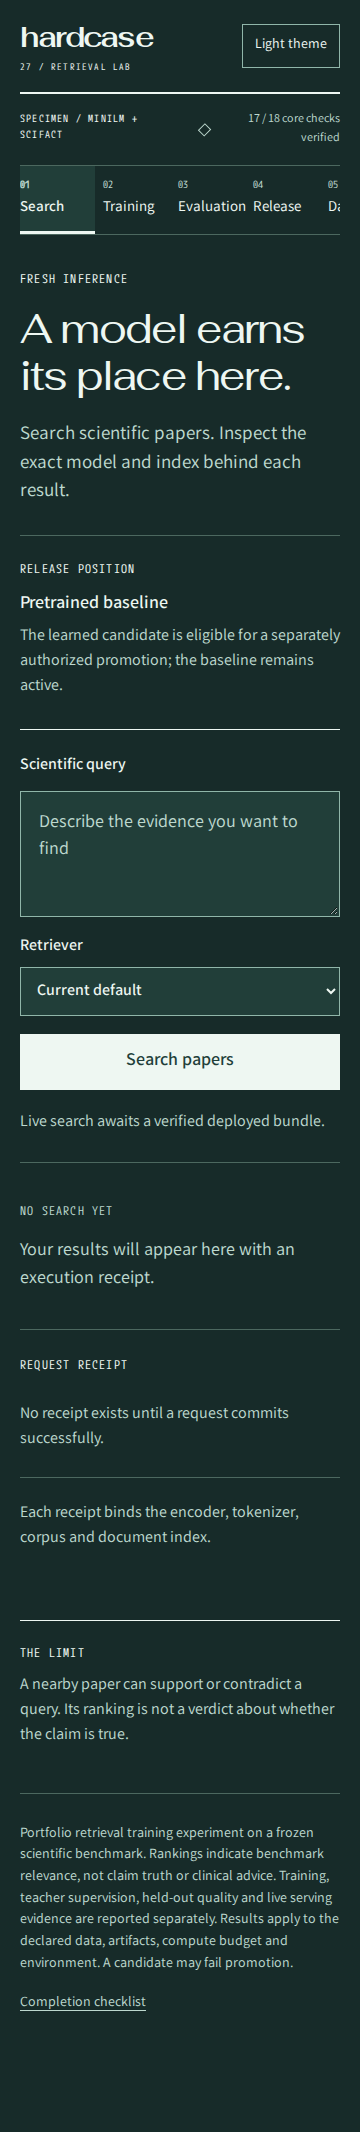 hardcase
Light theme
27 / RETRIEVAL LAB
SPECIMEN / MINILM +
SCIFACT
17 / 18 core checks
verified
01
Search
02
Training
03
Evaluation
04
Release
05
FRESH INFERENCE
A model earns
its place here.
Search scientific papers. Inspect the
exact model and index behind each
result.
RELEASE POSITION
Pretrained baseline
The learned candidate is eligible for a separately
authorized promotion; the baseline remains
active.
Scientific query
Describe the evidence you want to
find
Retriever
Current default
Search papers
Live search awaits a verified deployed bundle.
NO SEARCH YET
Your results will appear here with an
execution receipt.
REQUEST RECEIPT
No receipt exists until a request commits
successfully.
Each receipt binds the encoder, tokenizer,
corpus and document index.
THE LIMIT
A nearby paper can support or contradict a
query. Its ranking is not a verdict about whether
the claim is true.
Portfolio retrieval training experiment on a frozen
scientific benchmark. Rankings indicate benchmark
relevance, not claim truth or clinical advice. Training,
teacher supervision, held-out quality and live serving
evidence are reported separately. Results apply to the
declared data, artifacts, compute budget and
environment. A candidate may fail promotion.
Completion checklist